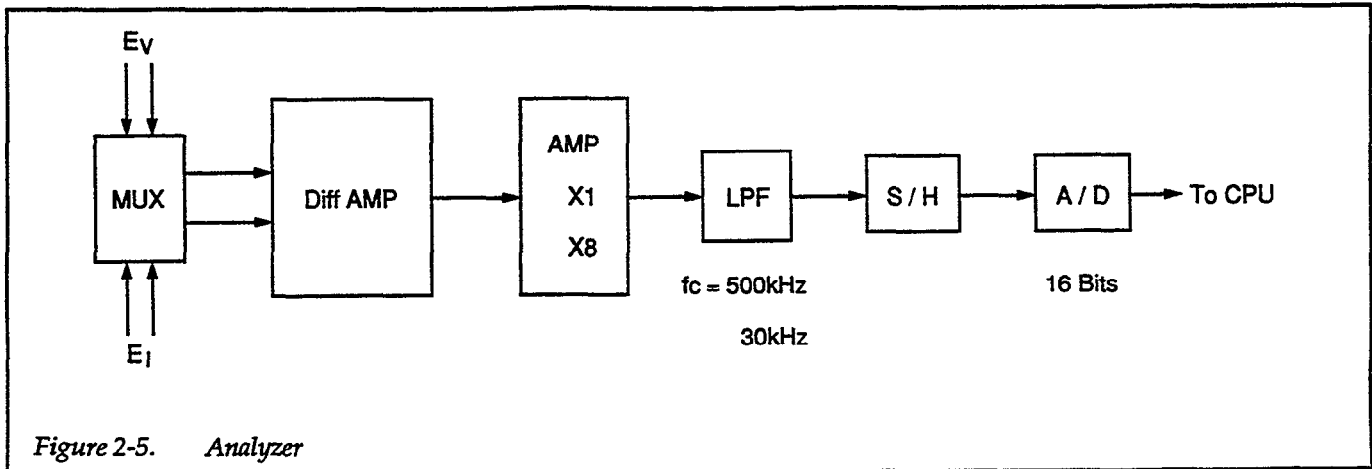 EV
MUX
EI
Diff AMP
AMP
X1
X8
LPF
fc = 500kHz
30kHz
S / H
A / D
16 Bits
To CPU
Figure 2-5. Analyzer